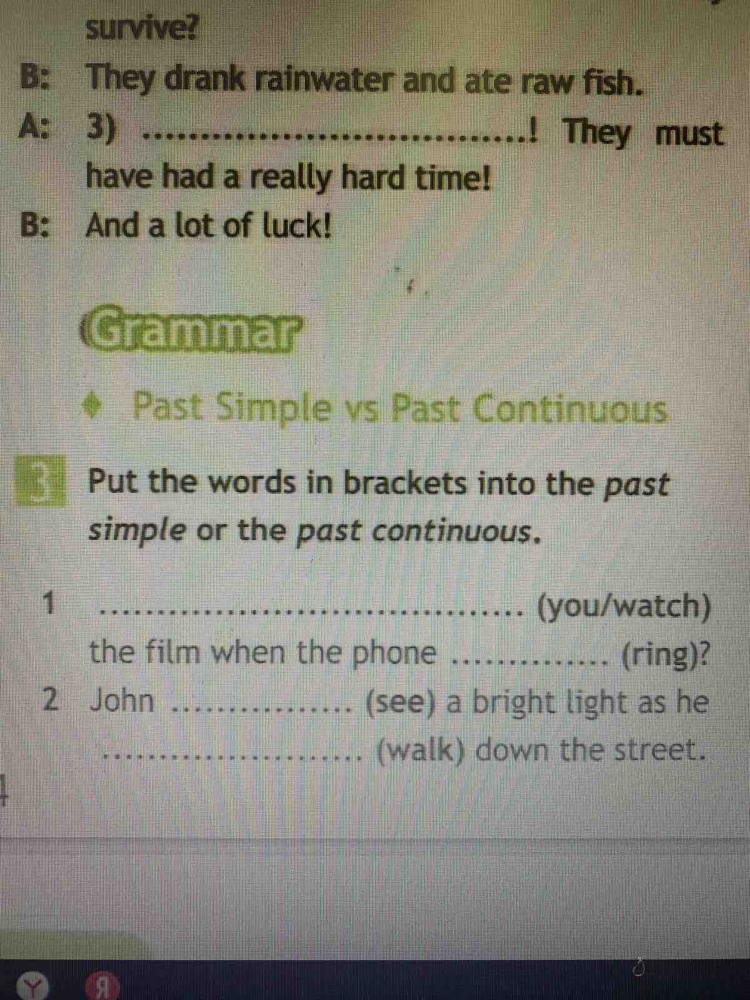 survive?
B: They drank rainwater and ate raw fish.
A: 3) .................................! They must
have had a really hard time!
B: And a lot of luck!
Grammar
♦ Past Simple vs Past Continuous
3 Put the words in brackets into the past
simple or the past continuous.
1 ..................................... (you/watch)
the film when the phone .............. (ring)?
2 John ................ (see) a bright light as he
....................... (walk) down the street.
Y Я